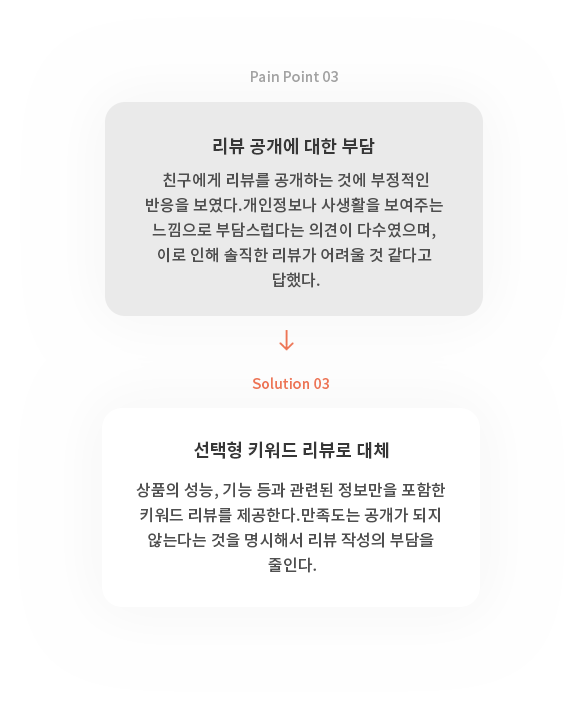 Pain Point 03
리뷰 공개에 대한 부담
친구에게 리뷰를 공개하는 것에 부정적인
반응을 보였다.개인정보나 사생활을 보여주는
느낌으로 부담스럽다는 의견이 다수였으며,
이로 인해 솔직한 리뷰가 어려울 것 같다고
답했다.
↓
Solution 03
선택형 키워드 리뷰로 대체
상품의 성능, 기능 등과 관련된 정보만을 포함한
키워드 리뷰를 제공한다.만족도는 공개가 되지
않는다는 것을 명시해서 리뷰 작성의 부담을
줄인다.